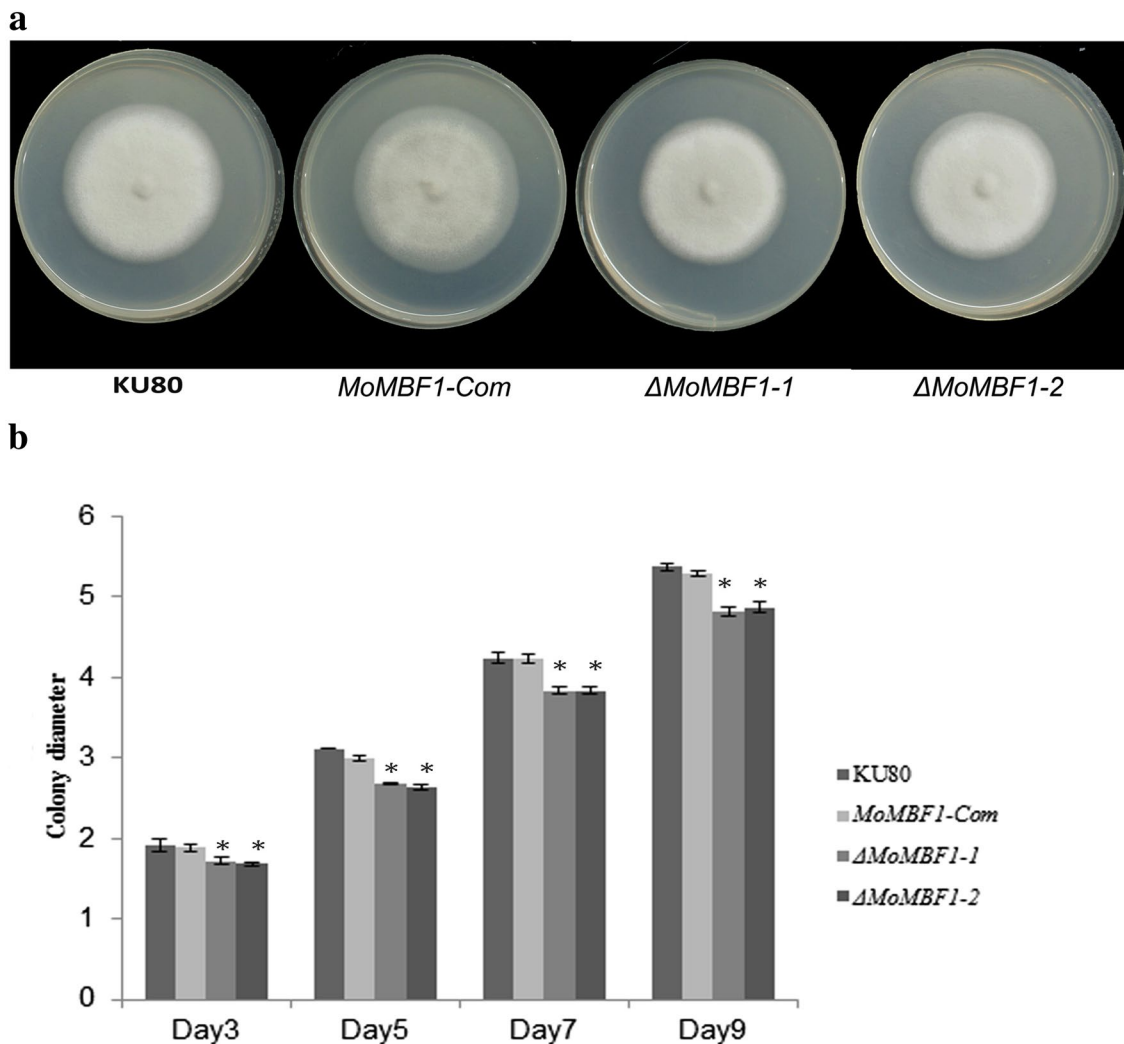 a
KU80 MoMBF1-Com ΔMoMBF1-1 ΔMoMBF1-2
b
6
5
4
3
2
1
0
Colony diameter
* *
* *
* *
* *
Day3 Day5 Day7 Day9
KU80
MoMBF1-Com
ΔMoMBF1-1
ΔMoMBF1-2